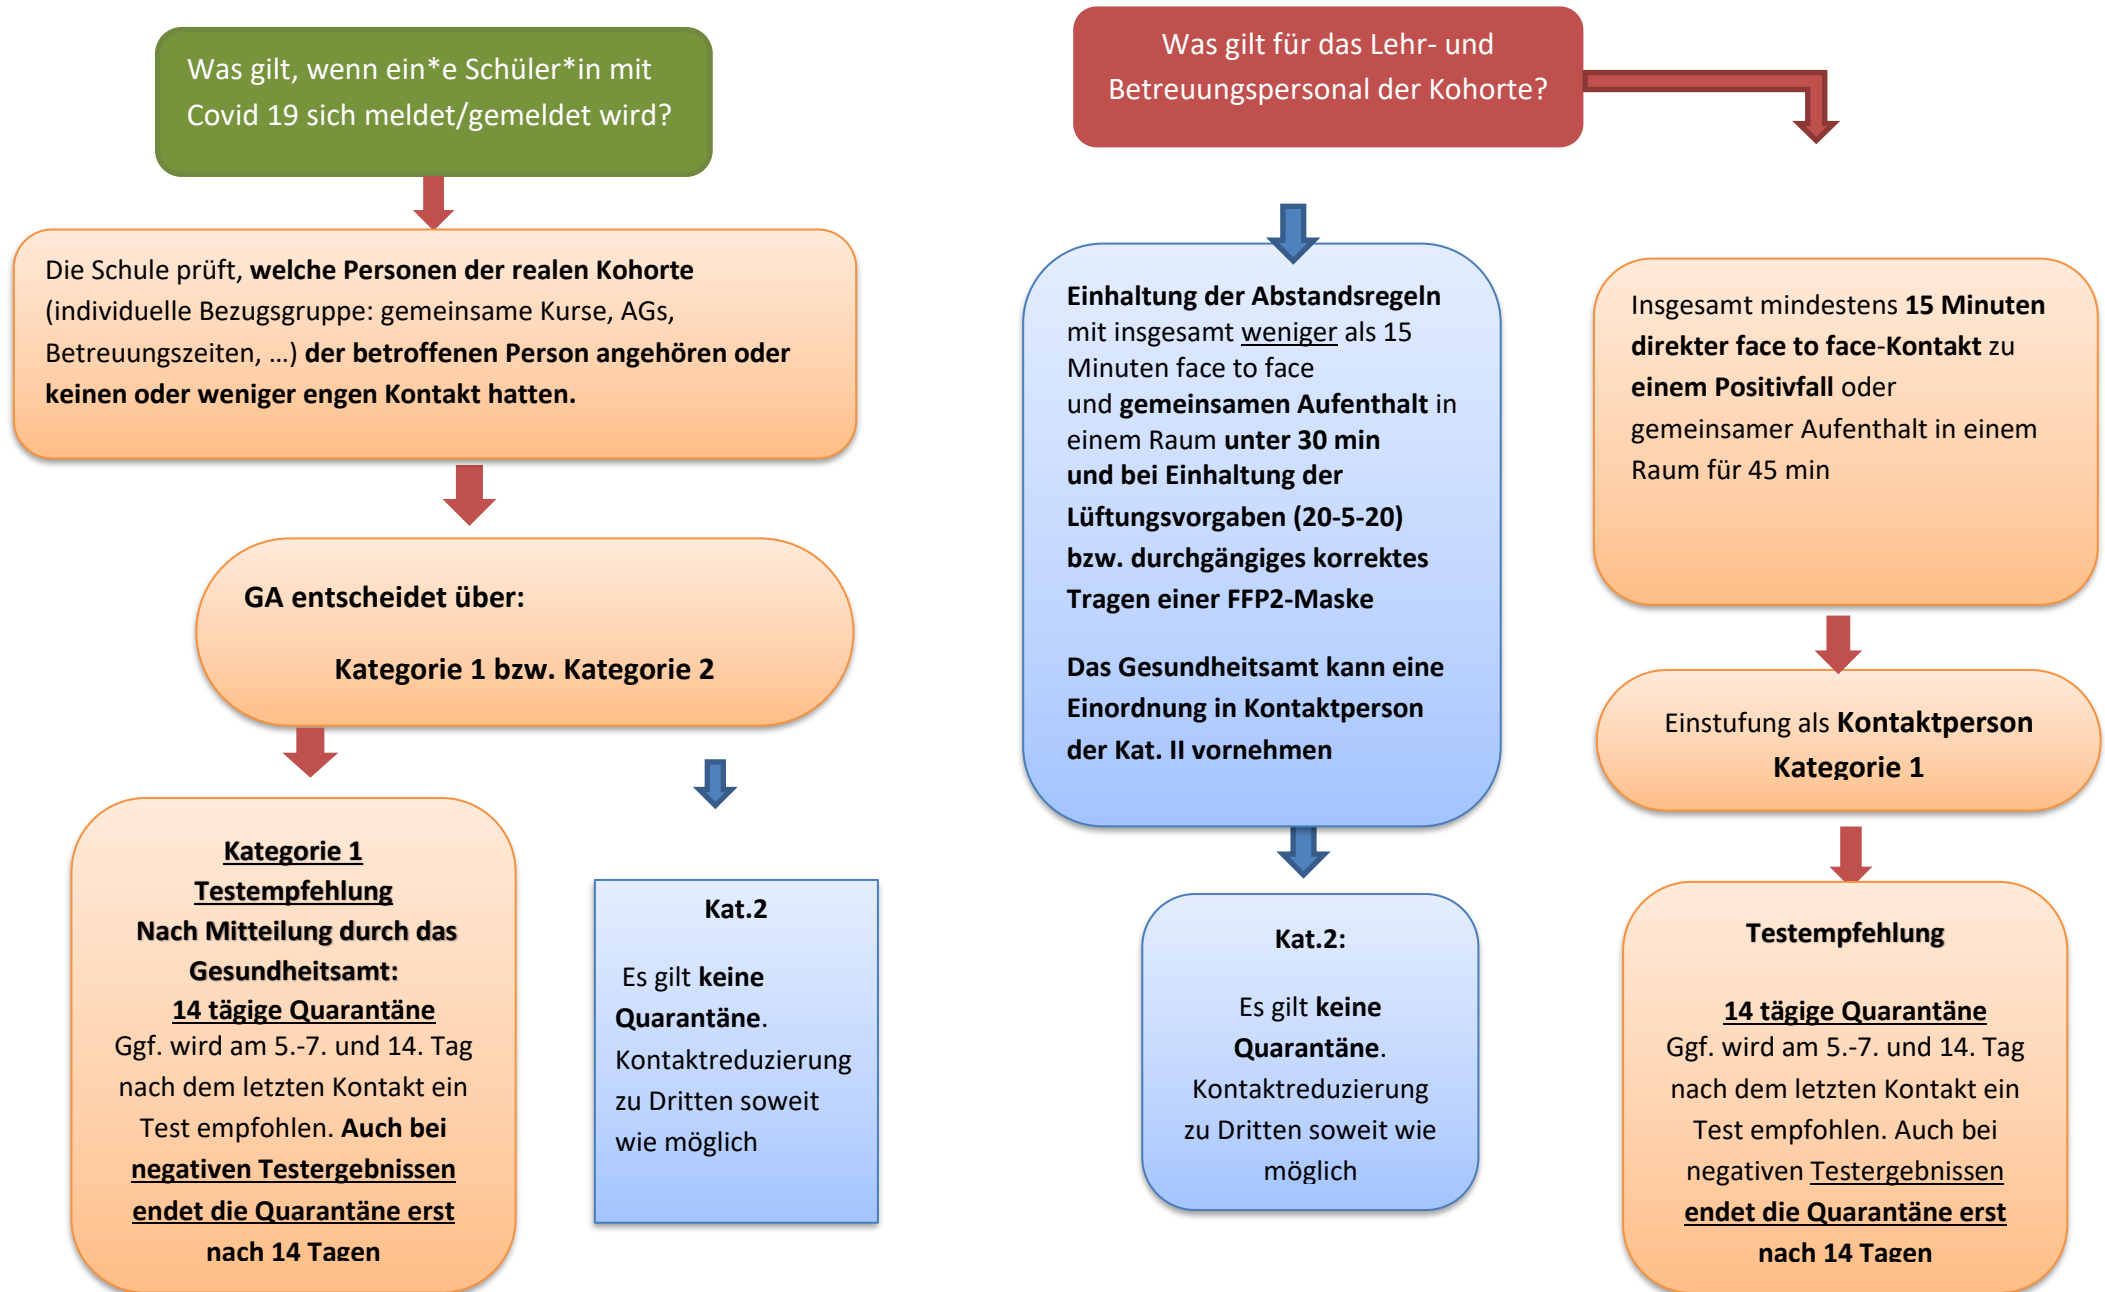 Was gilt, wenn ein*e Schüler*in mit
Covid 19 sich meldet/gemeldet wird?
Die Schule prüft, welche Personen der realen Kohorte
(individuelle Bezugsgruppe: gemeinsame Kurse, AGs,
Betreuungszeiten, …) der betroffenen Person angehören oder
keinen oder weniger engen Kontakt hatten.
GA entscheidet über:
Kategorie 1 bzw. Kategorie 2
Kategorie 1
Testempfehlung
Nach Mitteilung durch das
Gesundheitsamt:
14 tägige Quarantäne
Ggf. wird am 5.-7. und 14. Tag
nach dem letzten Kontakt ein
Test empfohlen. Auch bei
negativen Testergebnissen
endet die Quarantäne erst
nach 14 Tagen
Kat.2
Es gilt keine
Quarantäne.
Kontaktreduzierung
zu Dritten soweit
wie möglich
Was gilt für das Lehr- und
Betreuungspersonal der Kohorte?
Einhaltung der Abstandsregeln
mit insgesamt weniger als 15
Minuten face to face
und gemeinsamen Aufenthalt in
einem Raum unter 30 min
und bei Einhaltung der
Lüftungsvorgaben (20-5-20)
bzw. durchgängiges korrektes
Tragen einer FFP2-Maske
Das Gesundheitsamt kann eine
Einordnung in Kontaktperson
der Kat. II vornehmen
Kat.2:
Es gilt keine
Quarantäne.
Kontaktreduzierung
zu Dritten soweit wie
möglich
Insgesamt mindestens 15 Minuten
direkter face to face-Kontakt zu
einem Positivfall oder
gemeinsamer Aufenthalt in einem
Raum für 45 min
Einstufung als Kontaktperson
Kategorie 1
Testempfehlung
14 tägige Quarantäne
Ggf. wird am 5.-7. und 14. Tag
nach dem letzten Kontakt ein
Test empfohlen. Auch bei
negativen Testergebnissen
endet die Quarantäne erst
nach 14 Tagen